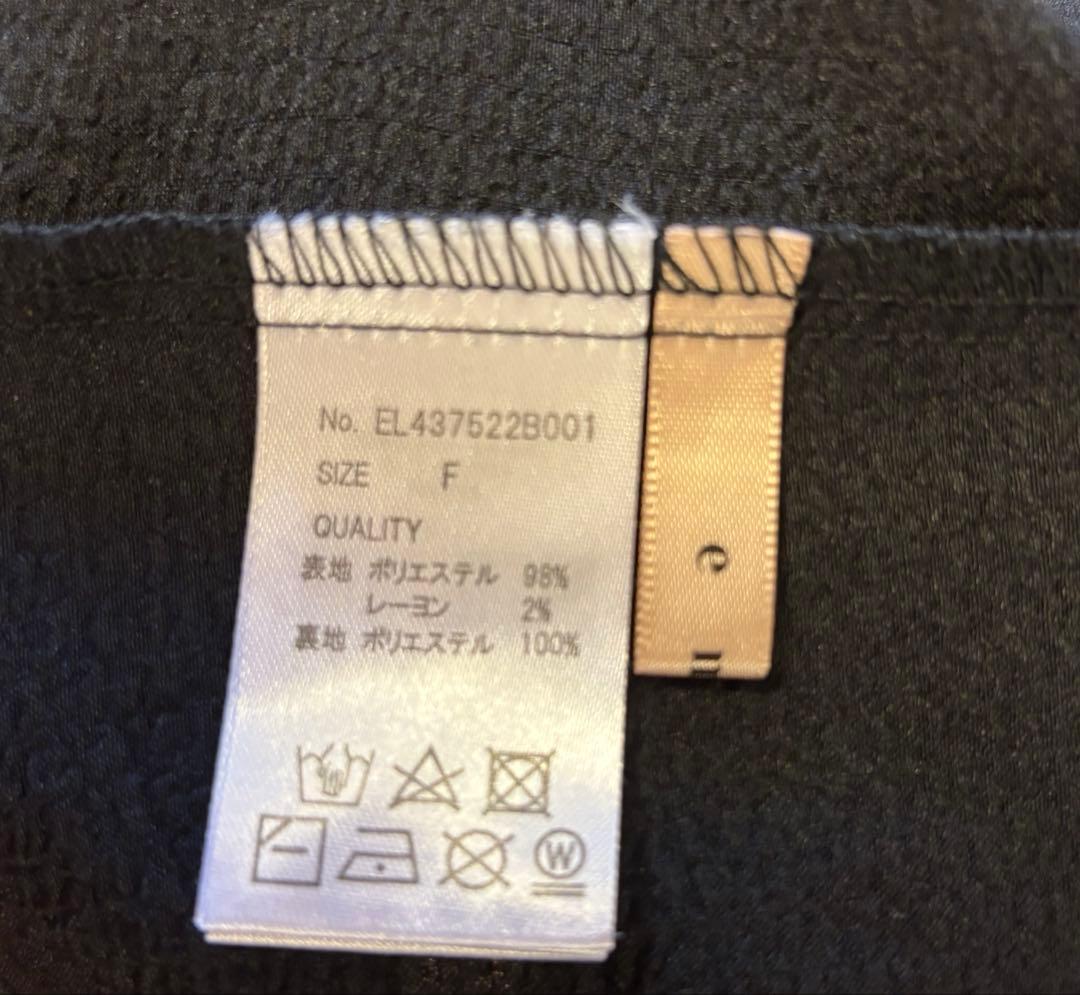 No. EL437522B001
SIZE F
QUALITY
表地 ポリエステル 98%
レーヨン 2%
裏地 ポリエステル 100%
W
e